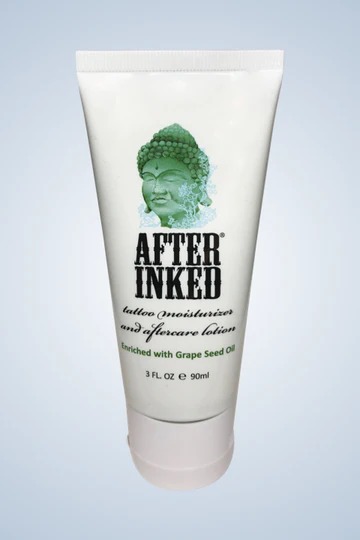 AFTER®
INKED
tattoo moisturizer
and aftercare lotion
Enriched with Grape Seed Oil
3 FL. OZ ℮ 90ml